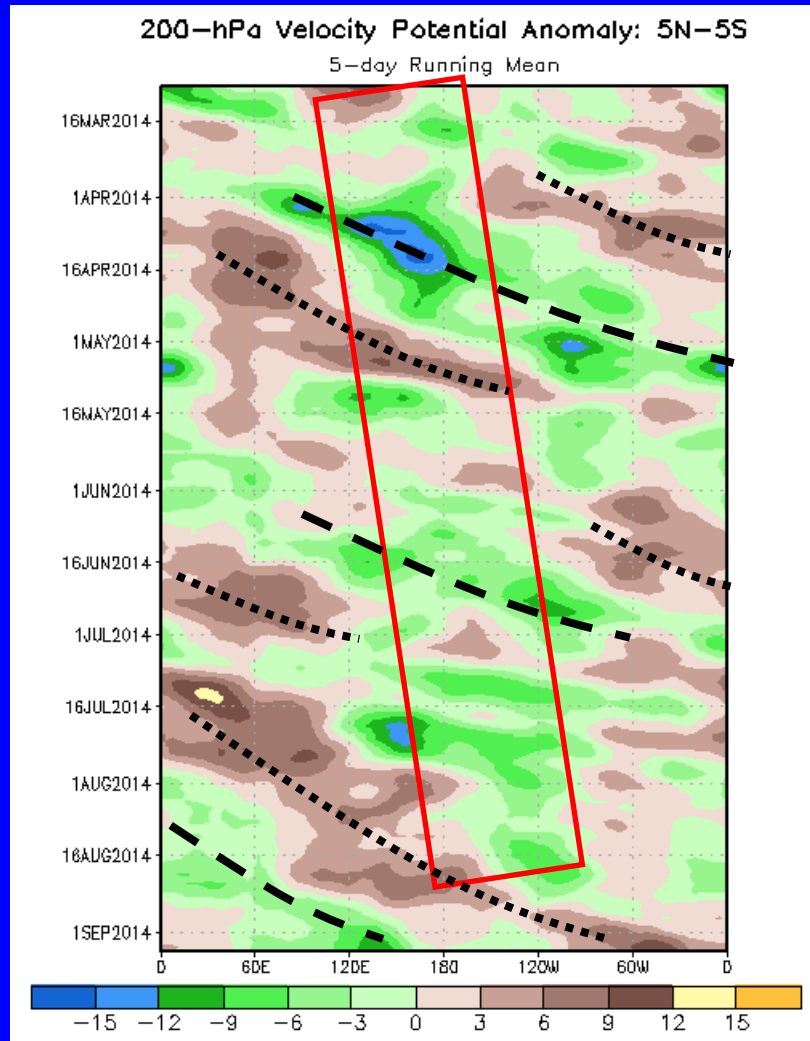 200-hPa Velocity Potential Anomaly: 5N-5S
5-day Running Mean
16MAR2014
1APR2014
16APR2014
1MAY2014
16MAY2014
1JUN2014
16JUN2014
1JUL2014
16JUL2014
1AUG2014
16AUG2014
1SEP2014
0 60E 120E 180 120W 60W 0
-15 -12 -9 -6 -3 0 3 6 9 12 15